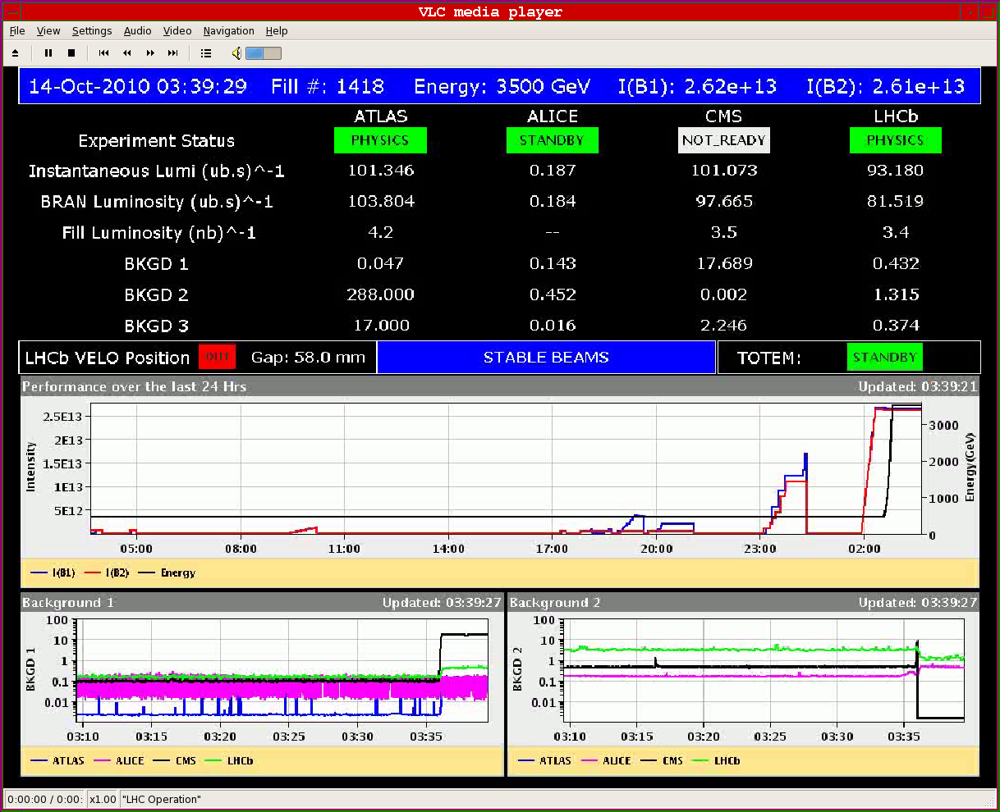 VLC media player
File View Settings Audio Video Navigation Help
14-Oct-2010 03:39:29 Fill #: 1418 Energy: 3500 GeV I(B1): 2.62e+13 I(B2): 2.61e+13
ATLAS ALICE CMS LHCb
Experiment Status PHYSICS STANDBY NOT_READY PHYSICS
Instantaneous Lumi (ub.s)^-1 101.346 0.187 101.073 93.180
BRAN Luminosity (ub.s)^-1 103.804 0.184 97.665 81.519
Fill Luminosity (nb)^-1 4.2 -- 3.5 3.4
BKGD 1 0.047 0.143 17.689 0.432
BKGD 2 288.000 0.452 0.002 1.315
BKGD 3 17.000 0.016 2.246 0.374
LHCb VELO Position OUT Gap: 58.0 mm STABLE BEAMS TOTEM: STANDBY
Performance over the last 24 Hrs Updated: 03:39:21
Intensity
2.5E13
2E13
1.5E13
1E13
5E12
3000
2000
1000
0
Energy(GeV)
05:00 08:00 11:00 14:00 17:00 20:00 23:00 02:00
I(B1) I(B2) Energy
Background 1 Updated: 03:39:27
BKGD 1
100
10
1
0.1
0.01
03:10 03:15 03:20 03:25 03:30 03:35
ATLAS ALICE CMS LHCb
Background 2 Updated: 03:39:27
BKGD 2
100
10
1
0.1
0.01
03:10 03:15 03:20 03:25 03:30 03:35
ATLAS ALICE CMS LHCb
0:00:00 / 0:00: x1.00 "LHC Operation"